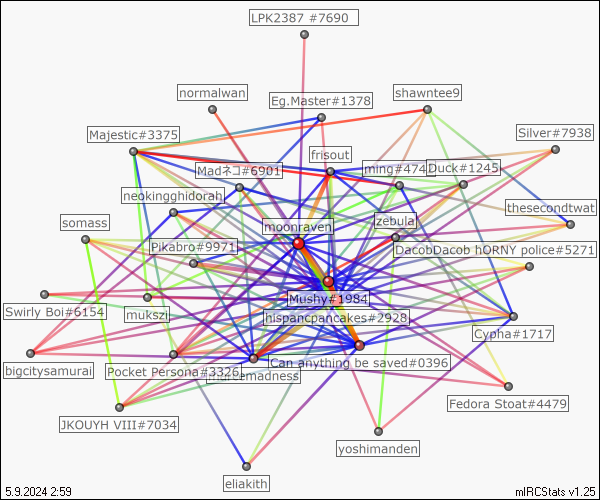 LPK2387 #7690
normalwan
Eg.Master#1378
shawntee9
Majestic#3375
Silver#7938
frisout
Madネコ#6901
ming#474
Duck#1245
neokingghidorah
thesecondtwat
somass
moonraven
zebulal
Pikabro#9971
DacobDacob hORNY police#5271
Mushy#1984
Swirly Boi#6154
mukszi
hispancpancakes#2928
Cypha#1717
bigcitysamurai
Pocket Persona#3326
Can anything be saved#0396
JKOUYH VIII#7034
Fedora Stoat#4479
yoshimanden
eliakith
5.9.2024 2:59
mIRCStats v1.25